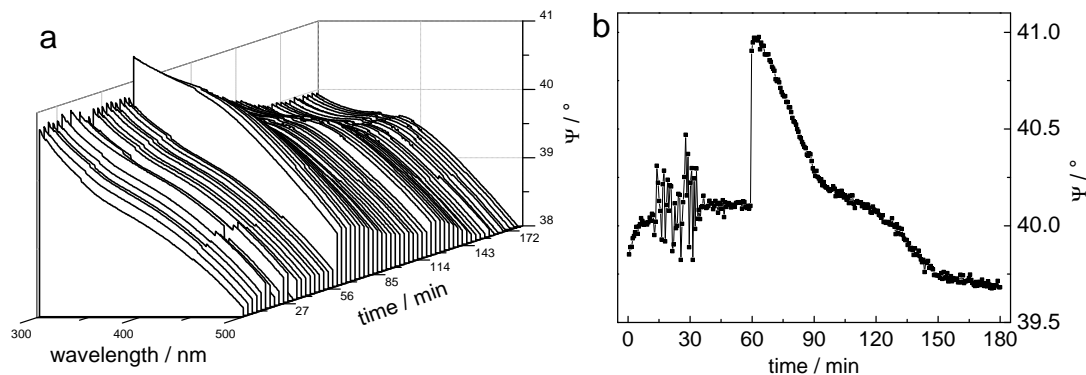 a
41
40
39
38
Ψ / °
172
143
114
85
56
27
time / min
300
400
500
wavelength / nm
b
41.0
40.5
40.0
39.5
Ψ / °
0 30 60 90 120 150 180
time / min